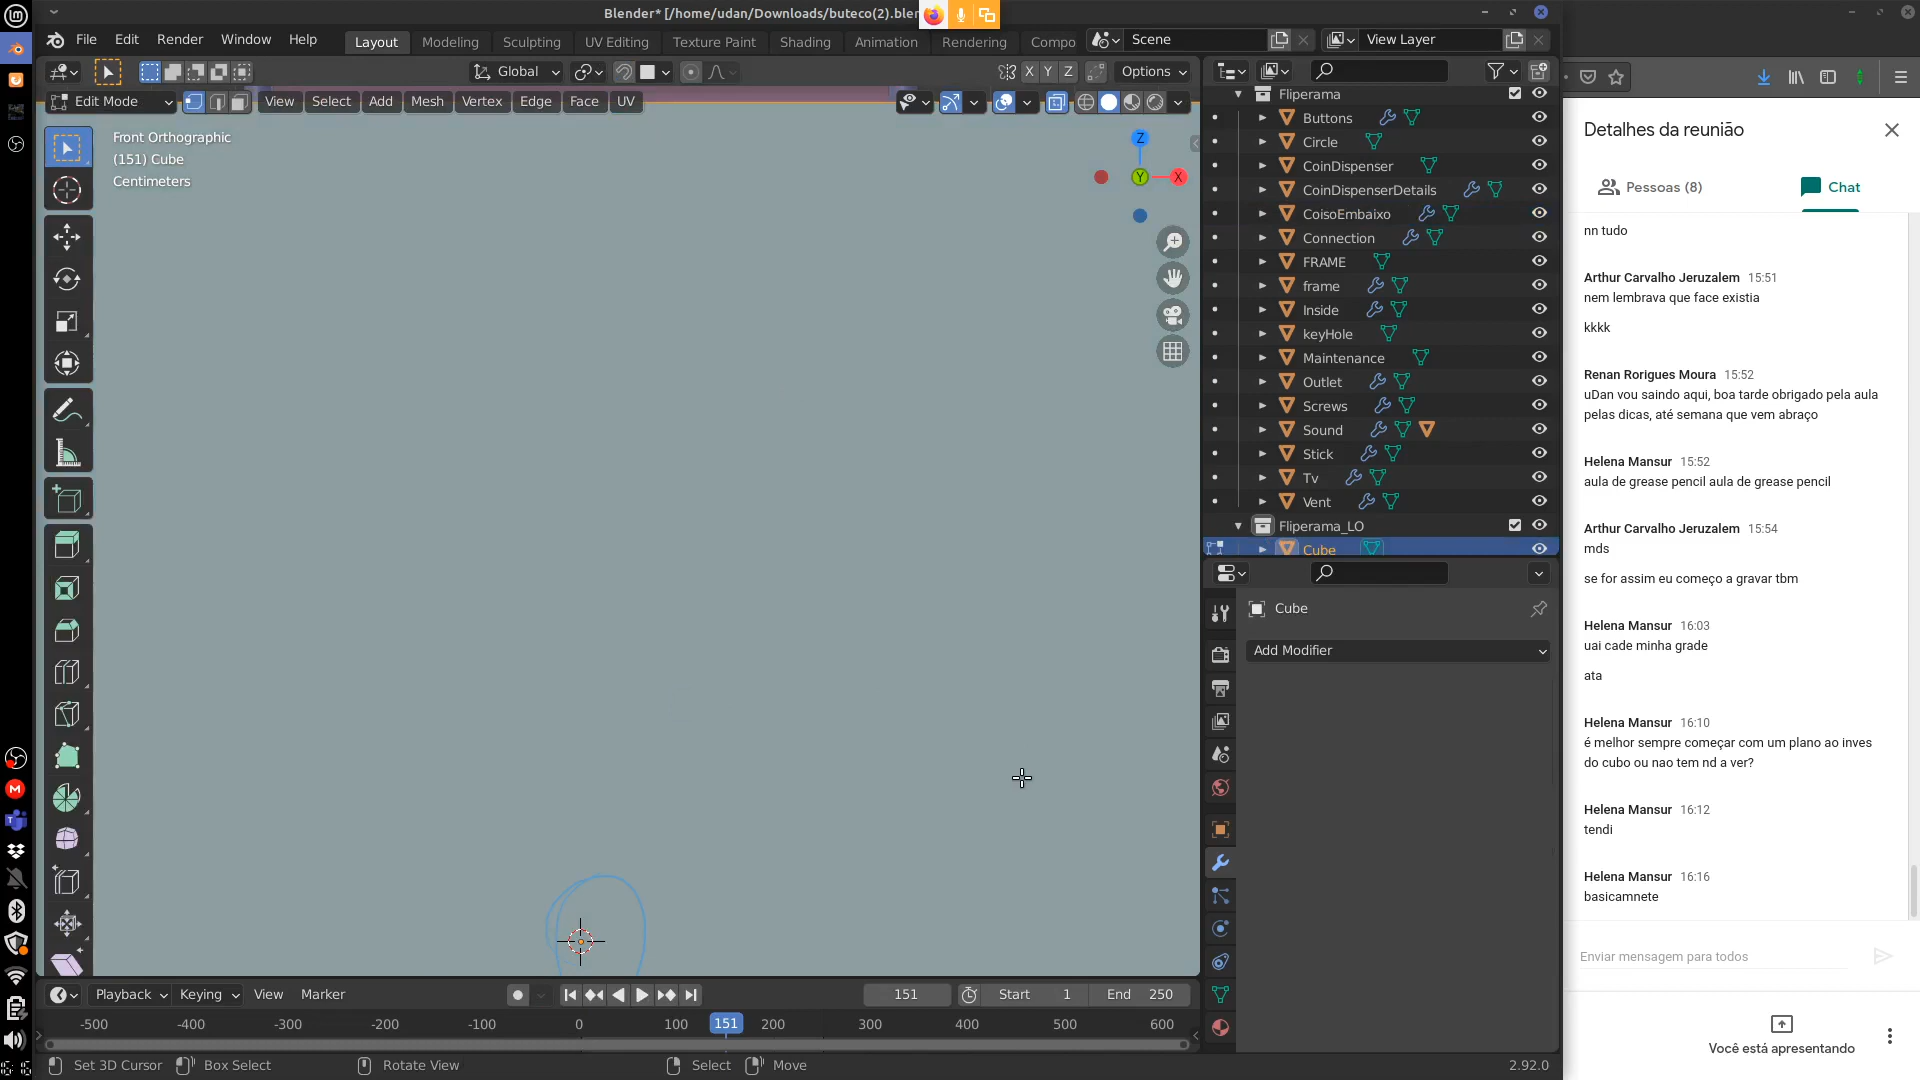 Blender* [/home/udan/Downloads/buteco(2).blen
File Edit Render Window Help
Layout Modeling Sculpting UV Editing Texture Paint Shading Animation Rendering Compo
Scene
View Layer
Global
X Y Z
Options
Edit Mode
View Select Add Mesh Vertex Edge Face UV
Front Orthographic
(151) Cube
Centimeters
Z
Y
X
Fliperama
Buttons
Circle
CoinDispenser
CoinDispenserDetails
CoisoEmbaixo
Connection
FRAME
frame
Inside
keyHole
Maintenance
Outlet
Screws
Sound
Stick
Tv
Vent
Fliperama_LO
Cube
Cube
Add Modifier
Playback Keying View Marker
151
Start 1
End 250
-500 -400 -300 -200 -100 0 100 151 200 300 400 500 600
Set 3D Cursor Box Select Rotate View Select Move
2.92.0
Detalhes da reunião
Pessoas (8)
Chat
nn tudo
Arthur Carvalho Jeruzalem 15:51
nem lembrava que face existia
kkkk
Renan Rorigues Moura 15:52
uDan vou saindo aqui, boa tarde obrigado pela aula
pelas dicas, até semana que vem abraço
Helena Mansur 15:52
aula de grease pencil aula de grease pencil
Arthur Carvalho Jeruzalem 15:54
mds
se for assim eu começo a gravar tbm
Helena Mansur 16:03
uai cade minha grade
ata
Helena Mansur 16:10
é melhor sempre começar com um plano ao inves
do cubo ou nao tem nd a ver?
Helena Mansur 16:12
tendi
Helena Mansur 16:16
basicamnete
Enviar mensagem para todos
Você está apresentando